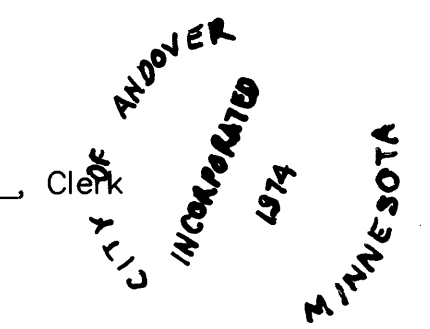 , Clerk
CITY OF ANDOVER
INCORPORATED
1974
MINNESOTA